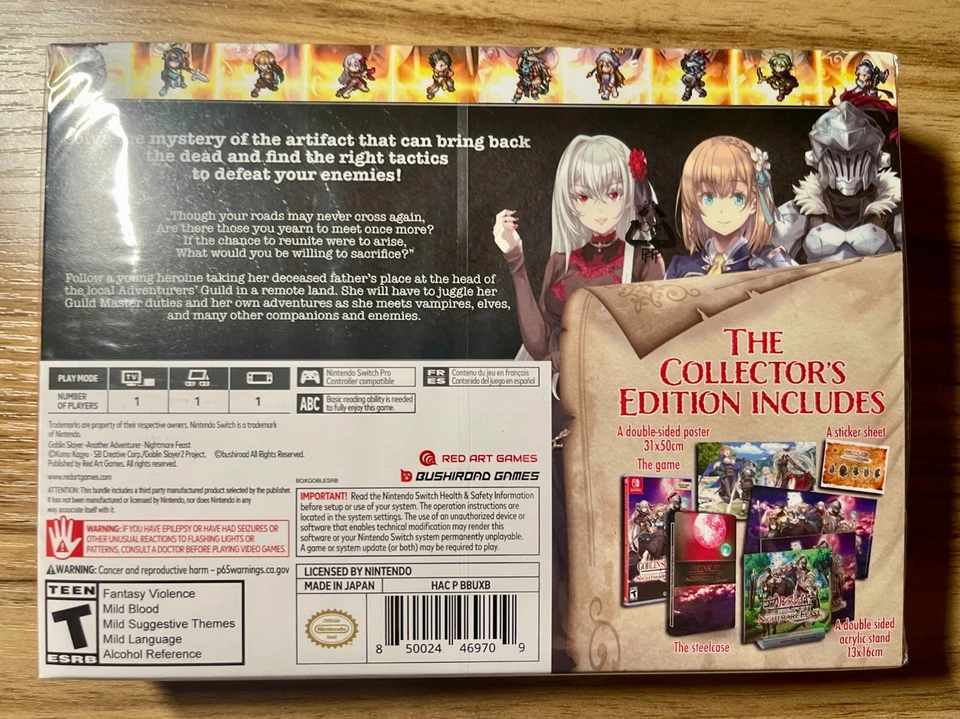 mystery of the artifact that can bring back
the dead and find the right tactics
to defeat your enemies!
"Though your roads may never cross again,
Are there those you yearn to meet once more?
If the chance to reunite were to arise,
What would you be willing to sacrifice?"
Follow a young heroine taking her deceased father's place at the head of
the local Adventurers' Guild in a remote land. She will have to juggle her
Guild Master duties and her own adventures as she meets vampires, elves,
and many other companions and enemies.
THE
COLLECTOR'S
EDITION INCLUDES
A double-sided poster
31x50cm
A sticker sheet
The game
The steelcase
A double sided
acrylic stand
13x16cm
PLAY MODE
TV
NUMBER
OF PLAYERS
1
1
1
Nintendo Switch Pro
Controller compatible
FR
ES
Contenu du jeu en français
Contenido del juego en español
ABC
Basic reading ability is needed
to fully enjoy this game.
Trademarks are property of their respective owners. Nintendo Switch is a trademark
of Nintendo.
Goblin Slayer -Another Adventurer- Nightmare Feast
©Kumo Kagyu · SB Creative Corp./Goblin Slayer2 Project. ©bushiroad All Rights Reserved.
Published by Red Art Games. All rights reserved.
www.redartgames.com
RED ART GAMES
BUSHIROAD GAMES
BOXGOBLESRB
ATTENTION: This bundle includes a third party manufactured product selected by the publisher.
It has not been manufactured or licensed by Nintendo, nor does Nintendo in any
way associate itself with it.
WARNING: IF YOU HAVE EPILEPSY OR HAVE HAD SEIZURES OR
OTHER UNUSUAL REACTIONS TO FLASHING LIGHTS OR
PATTERNS, CONSULT A DOCTOR BEFORE PLAYING VIDEO GAMES.
WARNING: Cancer and reproductive harm – p65warnings.ca.gov
IMPORTANT! Read the Nintendo Switch Health & Safety Information
before setup or use of your system. The operation instructions are
located in the system settings. The use of an unauthorized device or
software that enables technical modification may render this
software or your Nintendo Switch system permanently unplayable.
A game or system update (or both) may be required to play.
TEEN
T
ESRB
Fantasy Violence
Mild Blood
Mild Suggestive Themes
Mild Language
Alcohol Reference
LICENSED BY NINTENDO
MADE IN JAPAN
HAC P BBUXB
Official
Nintendo
Seal
8 50024 46970 9